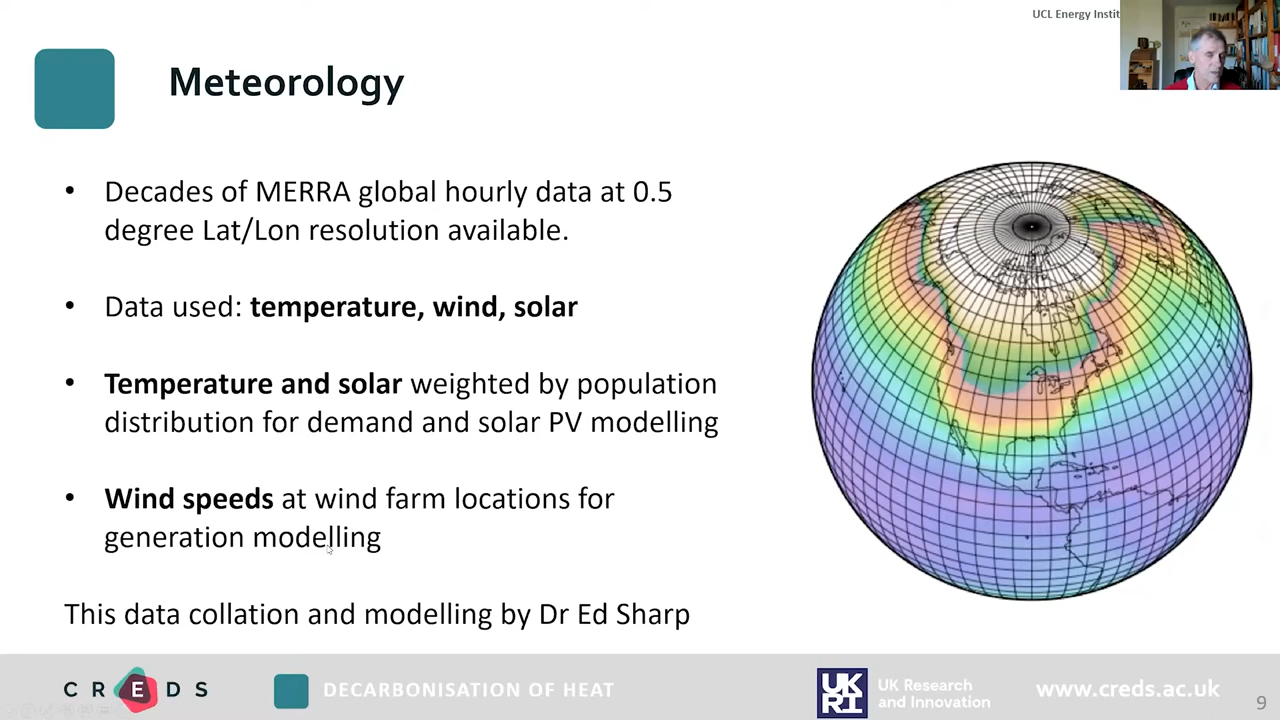 UCL Energy Instit
Meteorology
• Decades of MERRA global hourly data at 0.5
degree Lat/Lon resolution available.
• Data used: temperature, wind, solar
• Temperature and solar weighted by population
distribution for demand and solar PV modelling
• Wind speeds at wind farm locations for
generation modelling
This data collation and modelling by Dr Ed Sharp
CREDS
DECARBONISATION OF HEAT
UK
RI
UK Research
and Innovation
www.creds.ac.uk
9